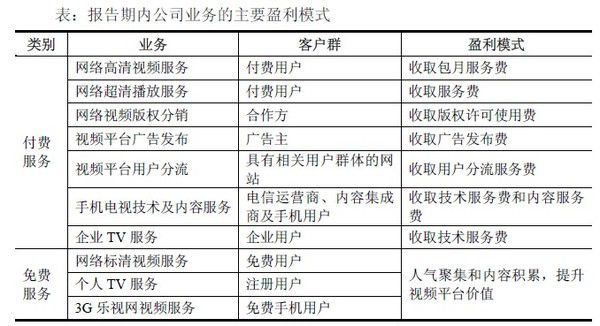 表：报告期内公司业务的主要盈利模式
类别 业务 客户群 盈利模式
付费服务
网络高清视频服务 付费用户 收取包月服务费
网络超清播放服务 付费用户 收取服务费
网络视频版权分销 合作方 收取版权许可使用费
视频平台广告发布 广告主 收取广告发布费
视频平台用户分流 具有相关用户群体的网站 收取用户分流服务费
手机电视技术及内容服务 电信运营商、内容集成商及手机用户 收取技术服务费和内容服务费
企业 TV 服务 企业用户 收取技术服务费
免费服务
网络标清视频服务 免费用户 人气聚集和内容积累，提升视频平台价值
个人 TV 服务 注册用户
3G 乐视网视频服务 免费手机用户